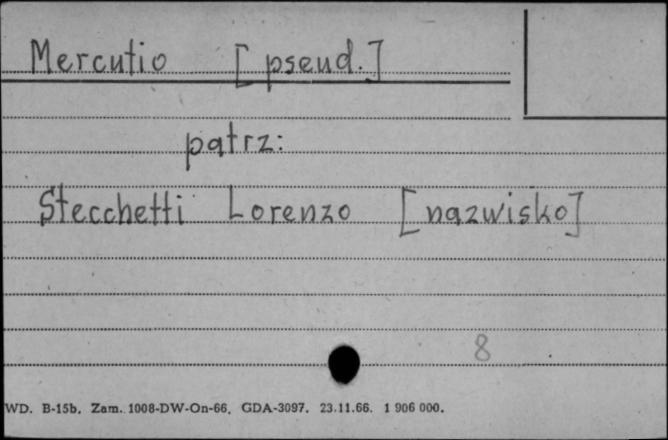 Mercutio [pseud.]
patrz:
Stecchetti Lorenzo [nazwisko]
8
WD. B-15b. Zam. 1008-DW-On-66. GDA-3097. 23.11.66. 1 906 000.